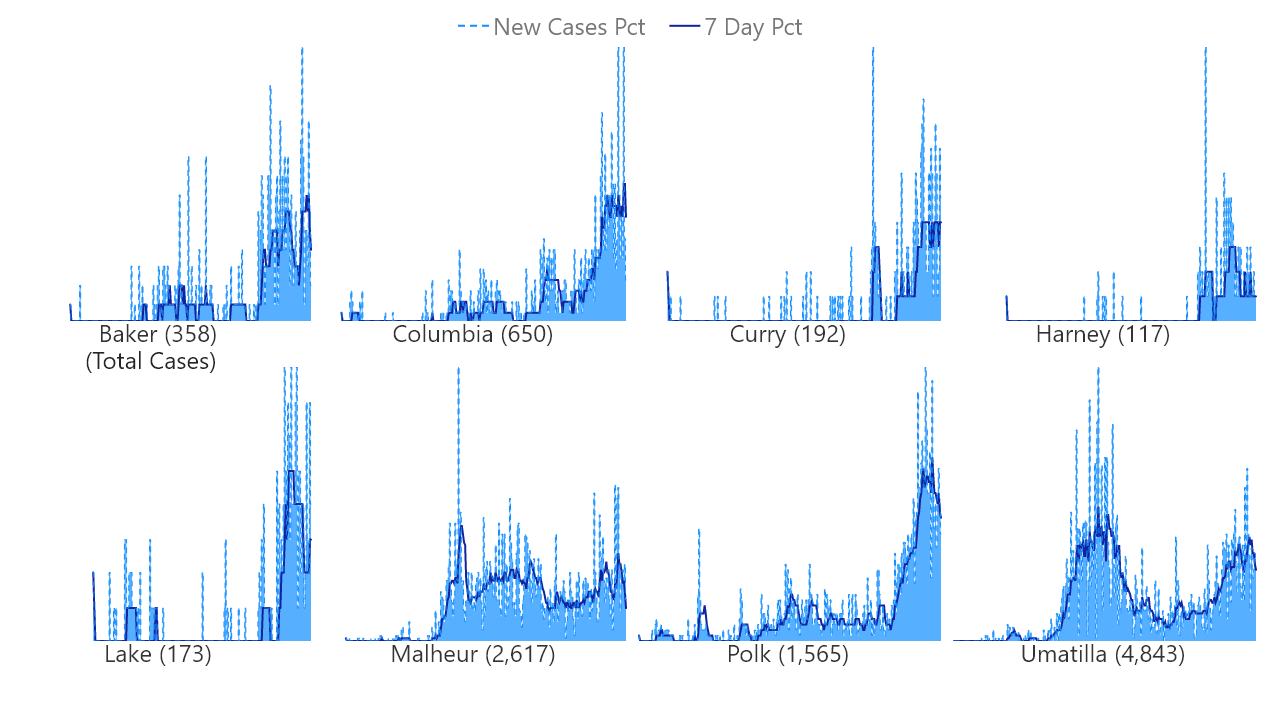 New Cases Pct 7 Day Pct
Baker (358) Columbia (650) Curry (192) Harney (117)
(Total Cases)
Lake (173) Malheur (2,617) Polk (1,565) Umatilla (4,843)